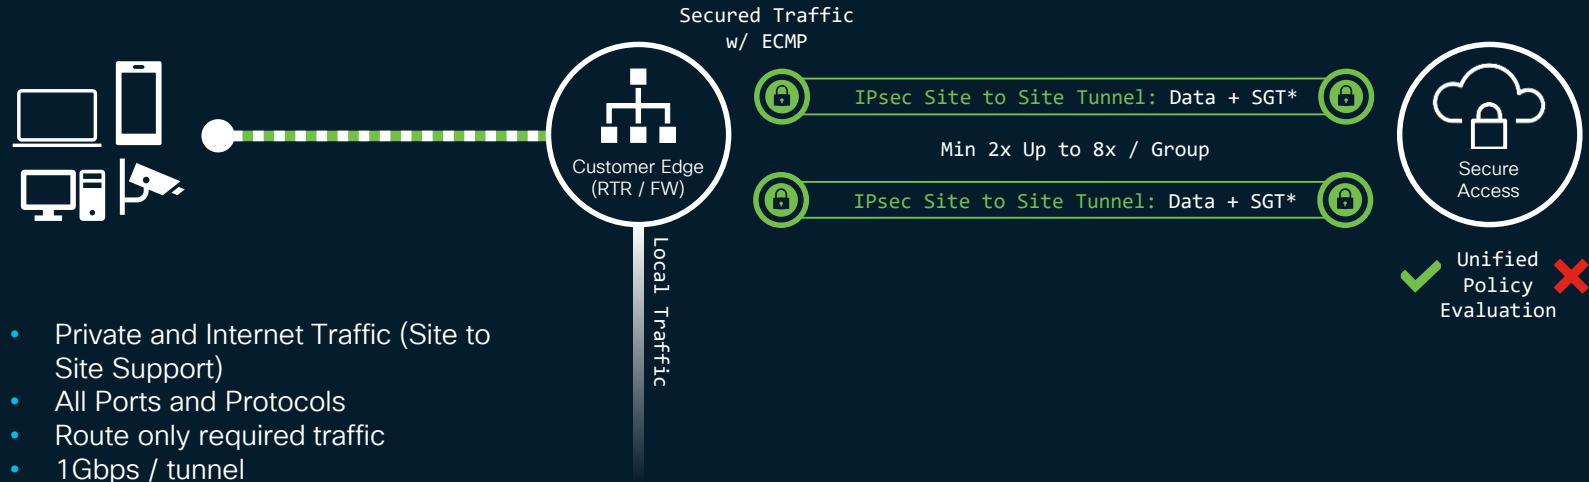 Secured Traffic
w/ ECMP
Customer Edge
(RTR / FW)
IPsec Site to Site Tunnel: Data + SGT*
Min 2x Up to 8x / Group
IPsec Site to Site Tunnel: Data + SGT*
Secure
Access
Local Traffic
Unified
Policy
Evaluation
• Private and Internet Traffic (Site to
Site Support)
• All Ports and Protocols
• Route only required traffic
• 1Gbps / tunnel